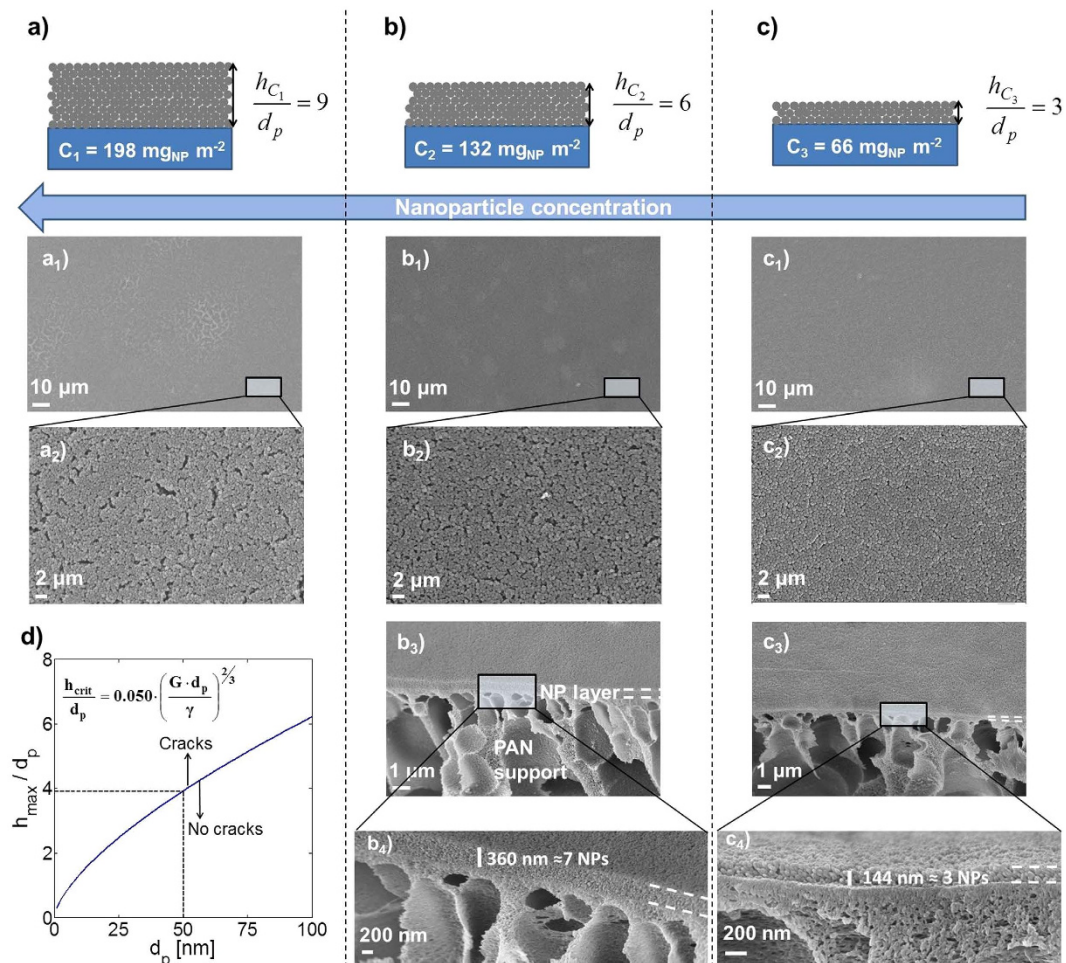 a)
h_C₁ / d_p = 9
C₁ = 198 mg_NP m⁻²
b)
h_C₂ / d_p = 6
C₂ = 132 mg_NP m⁻²
c)
h_C₃ / d_p = 3
C₃ = 66 mg_NP m⁻²
Nanoparticle concentration
a₁)
10 µm
b₁)
10 µm
c₁)
10 µm
a₂)
2 µm
b₂)
2 µm
c₂)
2 µm
d)
h_crit / d_p = 0.050·(G·d_p / γ)^2/3
Cracks
No cracks
h_max / d_p
8
6
4
2
0
0
25
50
75
100
d_p [nm]
b₃)
NP layer
PAN
support
1 µm
c₃)
1 µm
b₄)
360 nm ≈7 NPs
200 nm
c₄)
144 nm ≈ 3 NPs
200 nm